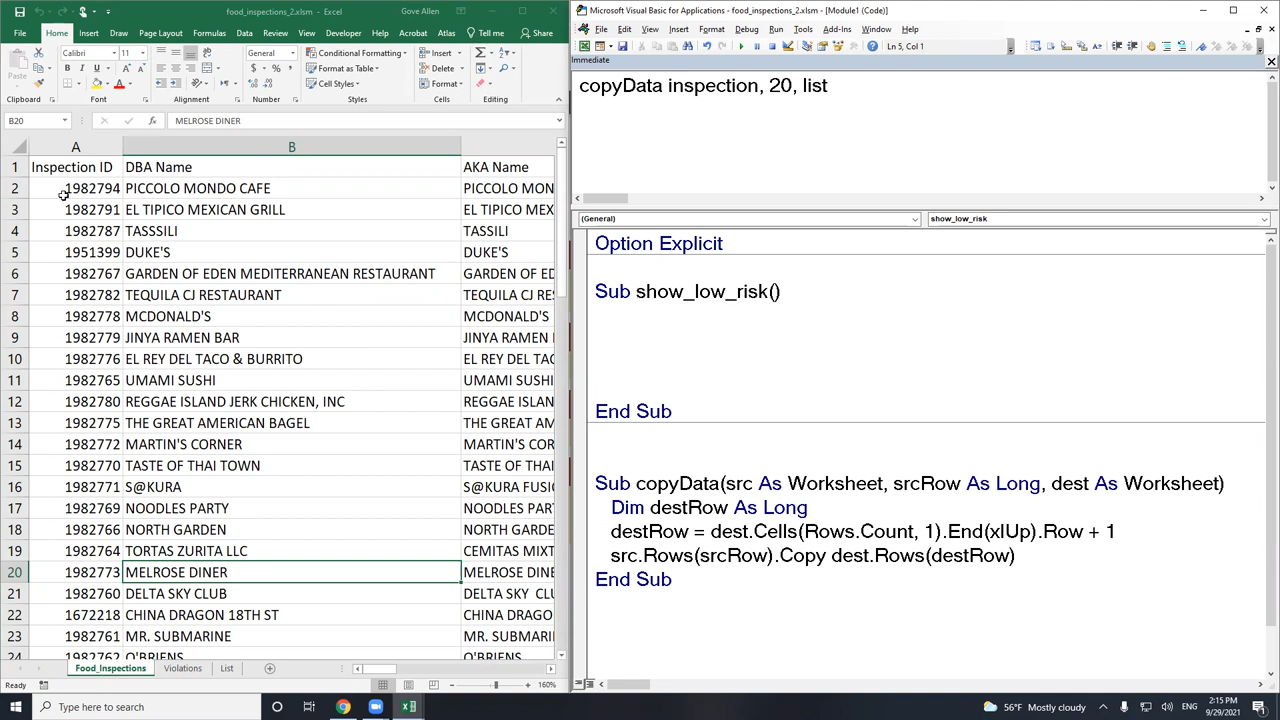 food_inspections_2.xlsm - Excel
Gove Allen
File Home Insert Draw Page Layout Formulas Data Review View Developer Help Acrobat Atlas Tell me Share
Calibri 11
General
Conditional Formatting
Insert
Paste
B I U
Format as Table
Delete
$ % ,
Cell Styles
Format
Clipboard Font Alignment Number Styles Cells Editing
B20 fx MELROSE DINER
A B
1 Inspection ID DBA Name AKA Name
2 1982794 PICCOLO MONDO CAFE PICCOLO MON
3 1982791 EL TIPICO MEXICAN GRILL EL TIPICO MEX
4 1982787 TASSSILI TASSILI
5 1951399 DUKE'S DUKE'S
6 1982767 GARDEN OF EDEN MEDITERRANEAN RESTAURANT GARDEN OF ED
7 1982782 TEQUILA CJ RESTAURANT TEQUILA CJ RES
8 1982778 MCDONALD'S MCDONALD'S
9 1982779 JINYA RAMEN BAR JINYA RAMEN
10 1982776 EL REY DEL TACO & BURRITO EL REY DEL TAC
11 1982765 UMAMI SUSHI UMAMI SUSHI
12 1982780 REGGAE ISLAND JERK CHICKEN, INC REGGAE ISLAN
13 1982775 THE GREAT AMERICAN BAGEL THE GREAT AM
14 1982772 MARTIN'S CORNER MARTIN'S COR
15 1982770 TASTE OF THAI TOWN TASTE OF THAI
16 1982771 S@KURA S@KURA FUSIO
17 1982769 NOODLES PARTY NOODLES PART
18 1982766 NORTH GARDEN NORTH GARDE
19 1982764 TORTAS ZURITA LLC CEMITAS MIXT
20 1982773 MELROSE DINER MELROSE DINE
21 1982760 DELTA SKY CLUB DELTA SKY CLU
22 1672218 CHINA DRAGON 18TH ST CHINA DRAGON
23 1982761 MR. SUBMARINE MR. SUBMARI
24 1982762 O'BRIENS O'BRIENS
Food_Inspections Violations List
Ready 160%
Microsoft Visual Basic for Applications - food_inspections_2.xlsm - [Module1 (Code)]
File Edit View Insert Format Debug Run Tools Add-Ins Window Help
Ln 5, Col 1
Immediate
copyData inspection, 20, list
(General) show_low_risk
Option Explicit
Sub show_low_risk()
End Sub
Sub copyData(src As Worksheet, srcRow As Long, dest As Worksheet)
Dim destRow As Long
destRow = dest.Cells(Rows.Count, 1).End(xlUp).Row + 1
src.Rows(srcRow).Copy dest.Rows(destRow)
End Sub
Type here to search
56°F Mostly cloudy ENG 2:15 PM 9/29/2021